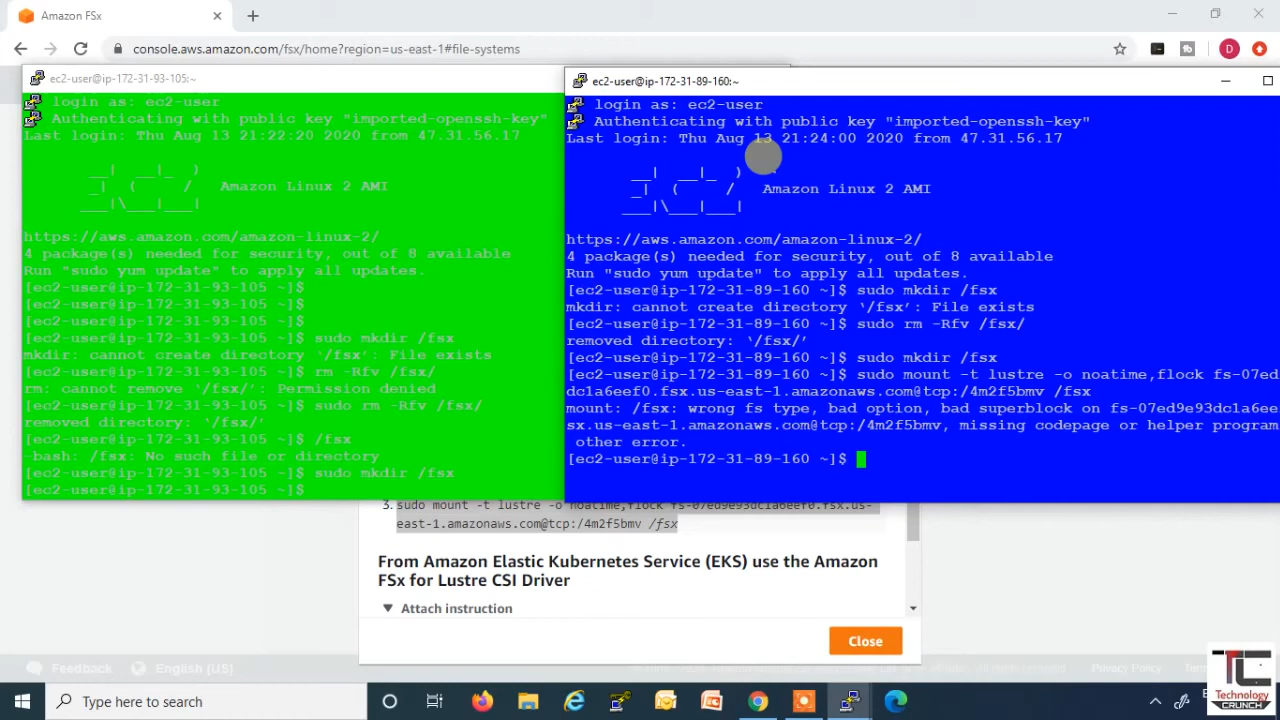 Amazon FSx
console.aws.amazon.com/fsx/home?region=us-east-1#file-systems
D
ec2-user@ip-172-31-93-105:~
login as: ec2-user
Authenticating with public key "imported-openssh-key"
Last login: Thu Aug 13 21:22:20 2020 from 47.31.56.17
__|  __|_  )
_|  (     /   Amazon Linux 2 AMI
___|\___|___|
https://aws.amazon.com/amazon-linux-2/
4 package(s) needed for security, out of 8 available
Run "sudo yum update" to apply all updates.
[ec2-user@ip-172-31-93-105 ~]$
[ec2-user@ip-172-31-93-105 ~]$
[ec2-user@ip-172-31-93-105 ~]$
[ec2-user@ip-172-31-93-105 ~]$ sudo mkdir /fsx
mkdir: cannot create directory ‘/fsx’: File exists
[ec2-user@ip-172-31-93-105 ~]$ rm -Rfv /fsx/
rm: cannot remove ‘/fsx/’: Permission denied
[ec2-user@ip-172-31-93-105 ~]$ sudo rm -Rfv /fsx/
removed directory: ‘/fsx/’
[ec2-user@ip-172-31-93-105 ~]$ /fsx
-bash: /fsx: No such file or directory
[ec2-user@ip-172-31-93-105 ~]$ sudo mkdir /fsx
[ec2-user@ip-172-31-93-105 ~]$
ec2-user@ip-172-31-89-160:~
login as: ec2-user
Authenticating with public key "imported-openssh-key"
Last login: Thu Aug 13 21:24:00 2020 from 47.31.56.17
__|  __|_  )
_|  (     /   Amazon Linux 2 AMI
___|\___|___|
https://aws.amazon.com/amazon-linux-2/
4 package(s) needed for security, out of 8 available
Run "sudo yum update" to apply all updates.
[ec2-user@ip-172-31-89-160 ~]$ sudo mkdir /fsx
mkdir: cannot create directory ‘/fsx’: File exists
[ec2-user@ip-172-31-89-160 ~]$ sudo rm -Rfv /fsx/
removed directory: ‘/fsx/’
[ec2-user@ip-172-31-89-160 ~]$ sudo mkdir /fsx
[ec2-user@ip-172-31-89-160 ~]$ sudo mount -t lustre -o noatime,flock fs-07ed
dc1a6eef0.fsx.us-east-1.amazonaws.com@tcp:/4m2f5bmv /fsx
mount: /fsx: wrong fs type, bad option, bad superblock on fs-07ed9e93dc1a6ee
sx.us-east-1.amazonaws.com@tcp:/4m2f5bmv, missing codepage or helper program
other error.
[ec2-user@ip-172-31-89-160 ~]$
3. sudo mount -t lustre -o noatime,flock fs-07ed9e93dc1a6eef0.fsx.us-
east-1.amazonaws.com@tcp:/4m2f5bmv /fsx
From Amazon Elastic Kubernetes Service (EKS) use the Amazon
FSx for Lustre CSI Driver
Attach instruction
Close
Feedback
English (US)
Privacy Policy
Type here to search
TC
Technology
CRUNCH